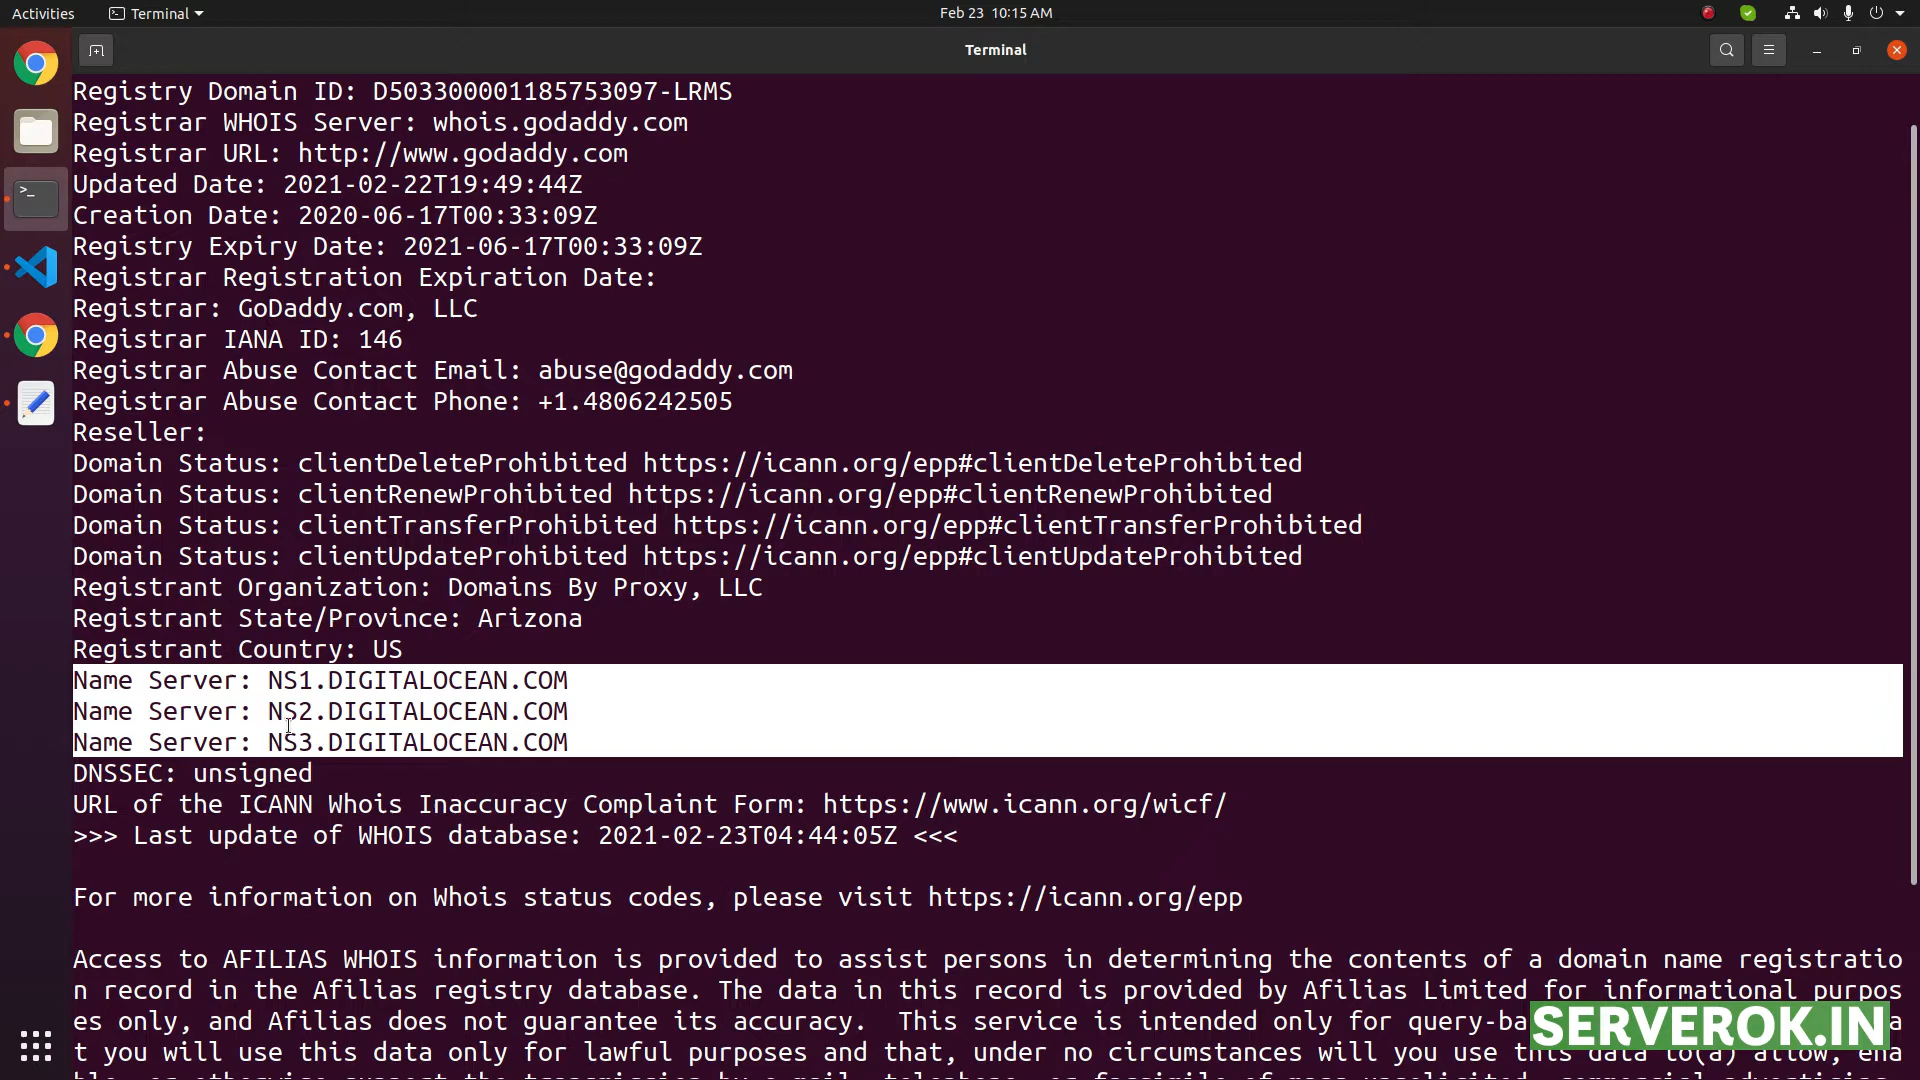 Activities
Terminal
Feb 23 10:15 AM
Terminal
Registry Domain ID: D503300001185753097-LRMS
Registrar WHOIS Server: whois.godaddy.com
Registrar URL: http://www.godaddy.com
Updated Date: 2021-02-22T19:49:44Z
Creation Date: 2020-06-17T00:33:09Z
Registry Expiry Date: 2021-06-17T00:33:09Z
Registrar Registration Expiration Date:
Registrar: GoDaddy.com, LLC
Registrar IANA ID: 146
Registrar Abuse Contact Email: abuse@godaddy.com
Registrar Abuse Contact Phone: +1.4806242505
Reseller:
Domain Status: clientDeleteProhibited https://icann.org/epp#clientDeleteProhibited
Domain Status: clientRenewProhibited https://icann.org/epp#clientRenewProhibited
Domain Status: clientTransferProhibited https://icann.org/epp#clientTransferProhibited
Domain Status: clientUpdateProhibited https://icann.org/epp#clientUpdateProhibited
Registrant Organization: Domains By Proxy, LLC
Registrant State/Province: Arizona
Registrant Country: US
Name Server: NS1.DIGITALOCEAN.COM
Name Server: NS2.DIGITALOCEAN.COM
Name Server: NS3.DIGITALOCEAN.COM
DNSSEC: unsigned
URL of the ICANN Whois Inaccuracy Complaint Form: https://www.icann.org/wicf/
>>> Last update of WHOIS database: 2021-02-23T04:44:05Z <<<
For more information on Whois status codes, please visit https://icann.org/epp
Access to AFILIAS WHOIS information is provided to assist persons in determining the contents of a domain name registratio
n record in the Afilias registry database. The data in this record is provided by Afilias Limited for informational purpos
es only, and Afilias does not guarantee its accuracy.  This service is intended only for query-ba
t you will use this data only for lawful purposes and that, under no circumstances will you use this data to(a) allow, ena
SERVEROK.IN